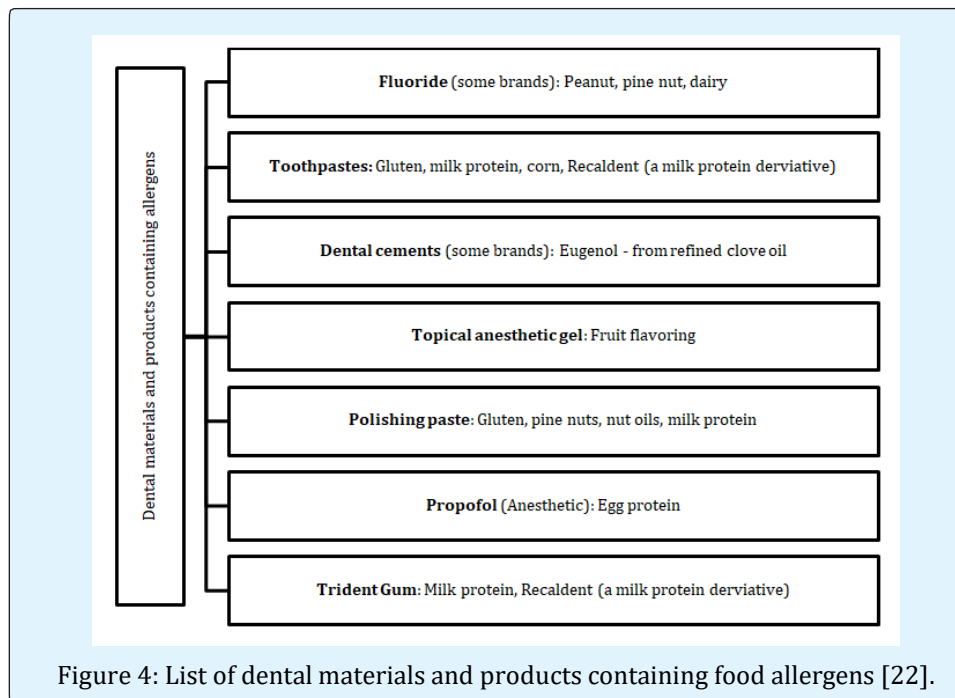 Dental materials and products containing allergens
Fluoride (some brands): Peanut, pine nut, dairy
Toothpastes: Gluten, milk protein, corn, Recaldent (a milk protein derviative)
Dental cements (some brands): Eugenol - from refined clove oil
Topical anesthetic gel: Fruit flavoring
Polishing paste: Gluten, pine nuts, nut oils, milk protein
Propofol (Anesthetic): Egg protein
Trident Gum: Milk protein, Recaldent (a milk protein derviative)
Figure 4: List of dental materials and products containing food allergens [22].